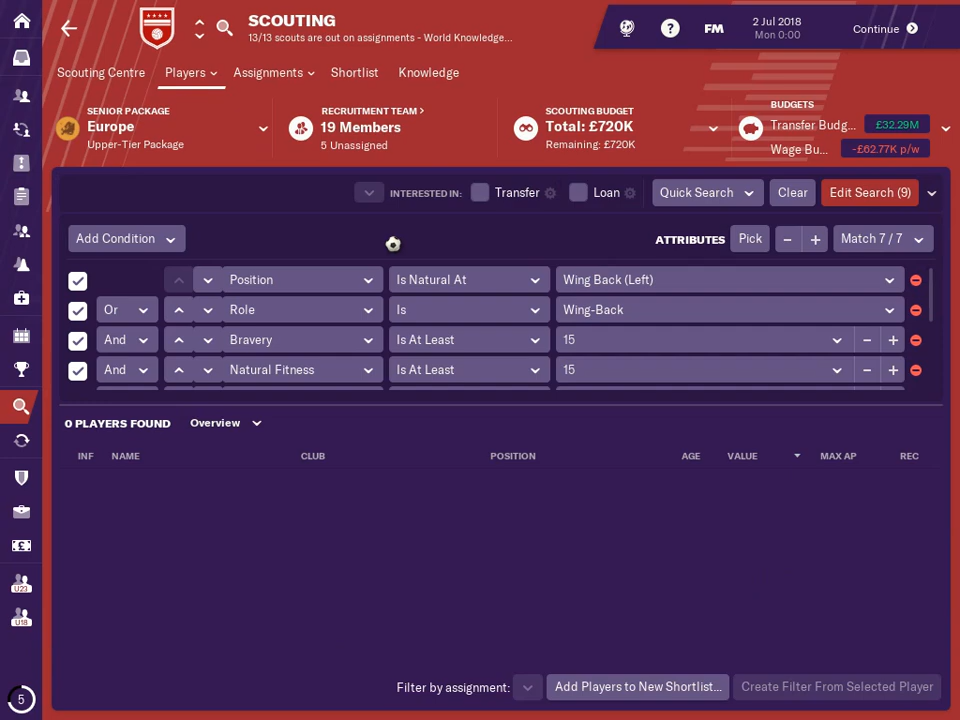 SCOUTING
13/13 scouts are out on assignments - World Knowledge...
?
FM
2 Jul 2018
Mon 0:00
Continue
Scouting Centre
Players
Assignments
Shortlist
Knowledge
SENIOR PACKAGE
Europe
Upper-Tier Package
RECRUITMENT TEAM >
19 Members
5 Unassigned
SCOUTING BUDGET
Total: £720K
Remaining: £720K
BUDGETS
Transfer Budg... £32.29M
Wage Bu... -£62.77K p/w
INTERESTED IN: Transfer Loan Quick Search Clear Edit Search (9)
Add Condition ATTRIBUTES Pick − + Match 7 / 7
Position Is Natural At Wing Back (Left)
Or Role Is Wing-Back
And Bravery Is At Least 15 − +
And Natural Fitness Is At Least 15 − +
0 PLAYERS FOUND Overview
INF NAME CLUB POSITION AGE VALUE MAX AP REC
£
U23
U18
5
Filter by assignment: Add Players to New Shortlist... Create Filter From Selected Player